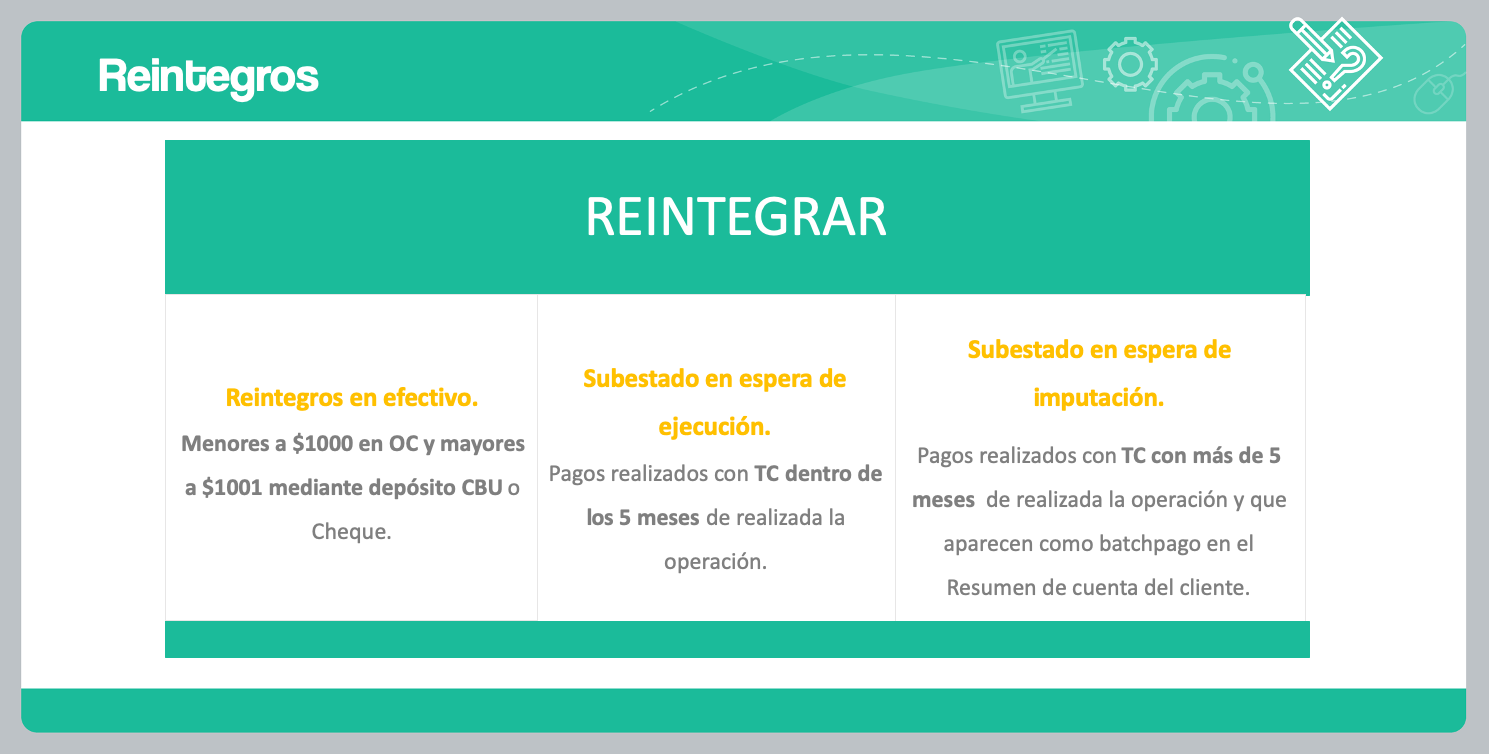 Reintegros
REINTEGRAR
Reintegros en efectivo.
Menores a $1000 en OC y mayores
a $1001 mediante depósito CBU o
Cheque.
Subestado en espera de
ejecución.
Pagos realizados con TC dentro de
los 5 meses de realizada la
operación.
Subestado en espera de
imputación.
Pagos realizados con TC con más de 5
meses de realizada la operación y que
aparecen como batchpago en el
Resumen de cuenta del cliente.